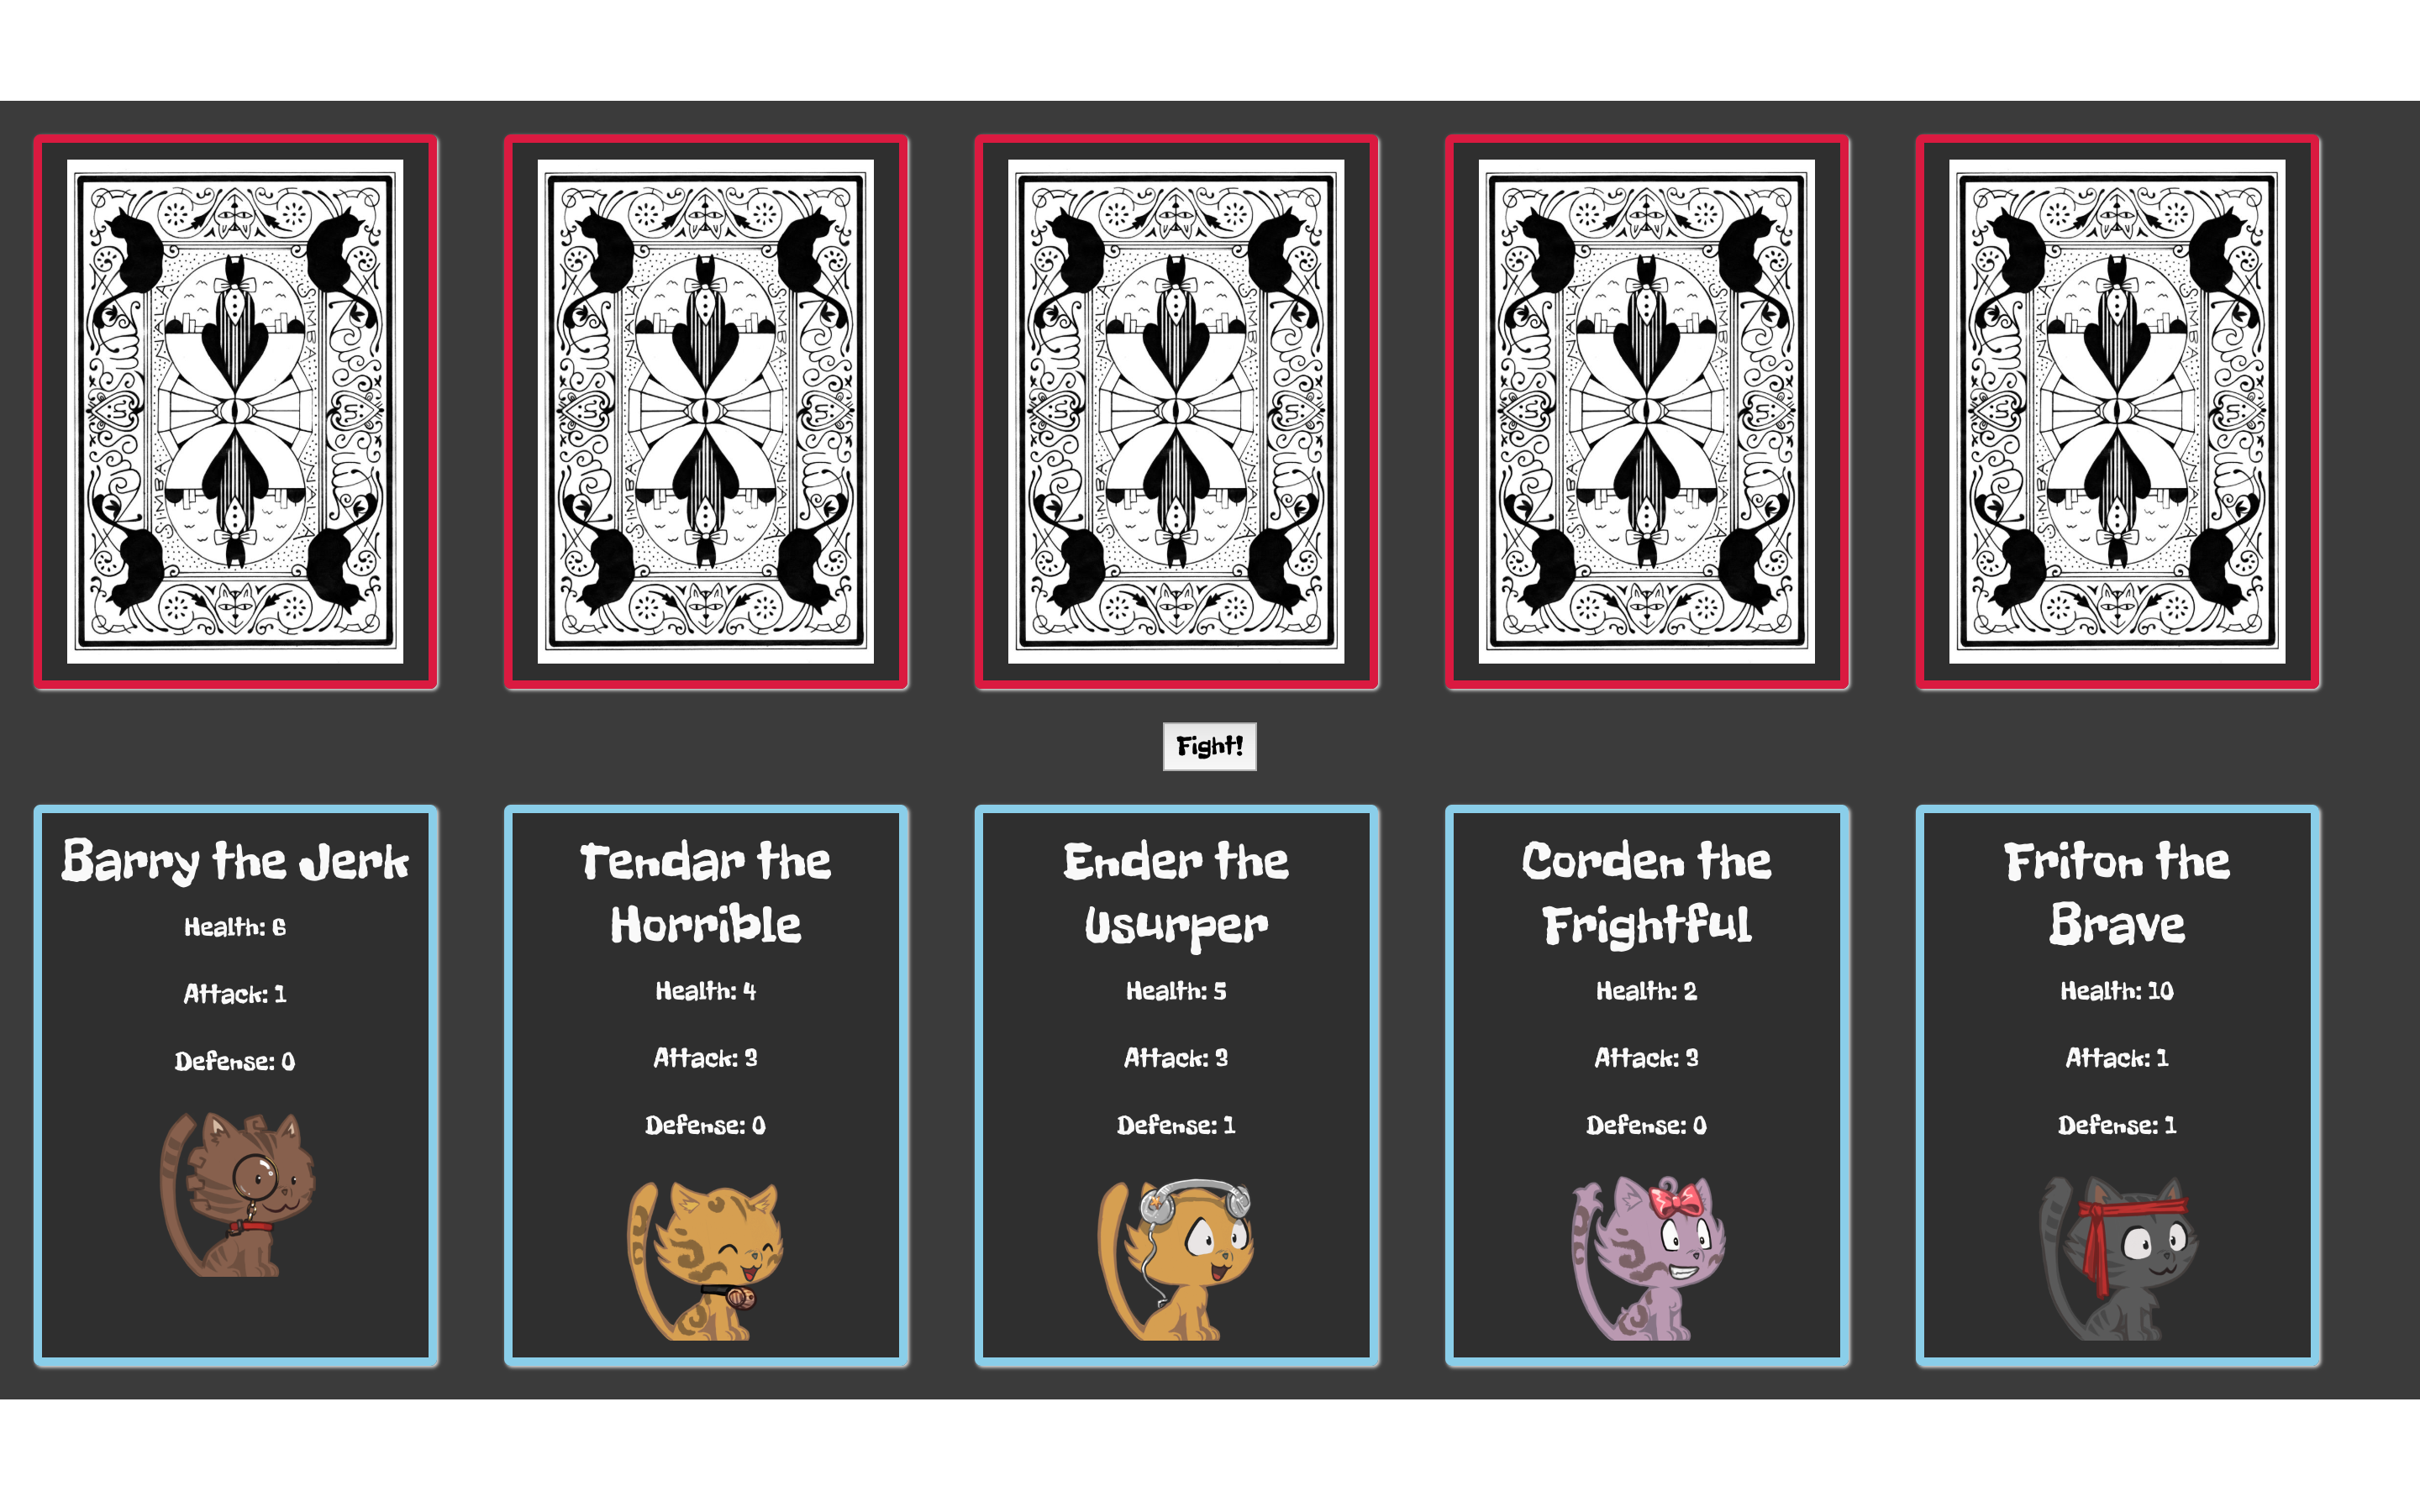 Fight!
Barry the Jerk
Health: 6
Attack: 1
Defense: 0
Tendar the
Horrible
Health: 4
Attack: 3
Defense: 0
Ender the
Usurper
Health: 5
Attack: 3
Defense: 1
Corden the
Frightful
Health: 2
Attack: 3
Defense: 0
Friton the
Brave
Health: 10
Attack: 1
Defense: 1